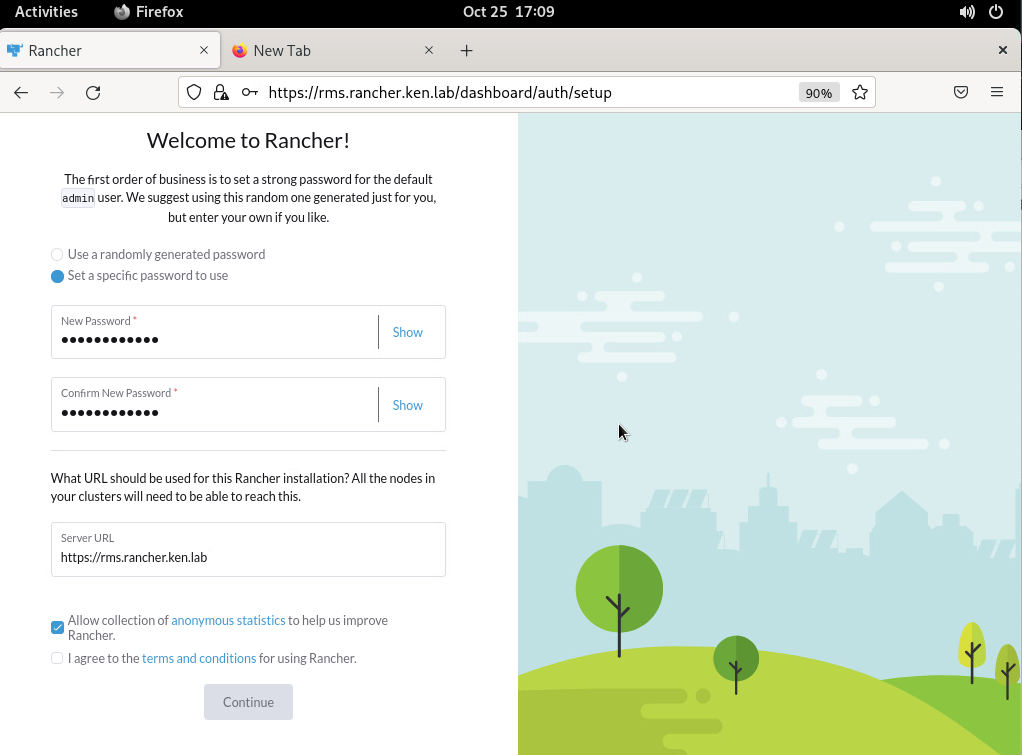 Activities Firefox Oct 25 17:09
Rancher New Tab
https://rms.rancher.ken.lab/dashboard/auth/setup 90%
Welcome to Rancher!
The first order of business is to set a strong password for the default
admin user. We suggest using this random one generated just for you,
but enter your own if you like.
Use a randomly generated password
Set a specific password to use
New Password *
●●●●●●●●●●●● Show
Confirm New Password *
●●●●●●●●●●●● Show
What URL should be used for this Rancher installation? All the nodes in
your clusters will need to be able to reach this.
Server URL
https://rms.rancher.ken.lab
Allow collection of anonymous statistics to help us improve
Rancher.
I agree to the terms and conditions for using Rancher.
Continue